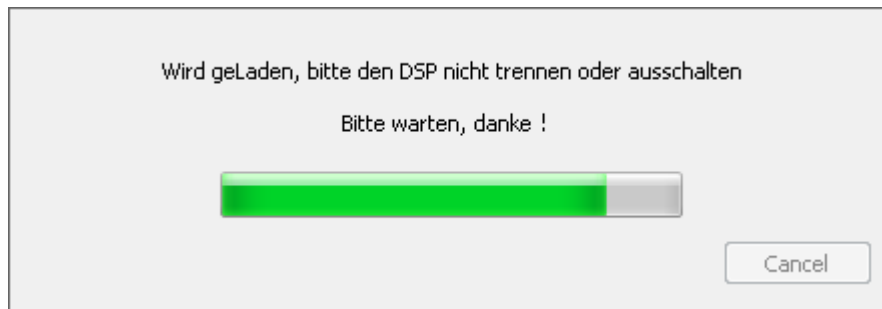 Wird geLaden, bitte den DSP nicht trennen oder ausschalten
Bitte warten, danke !
Cancel